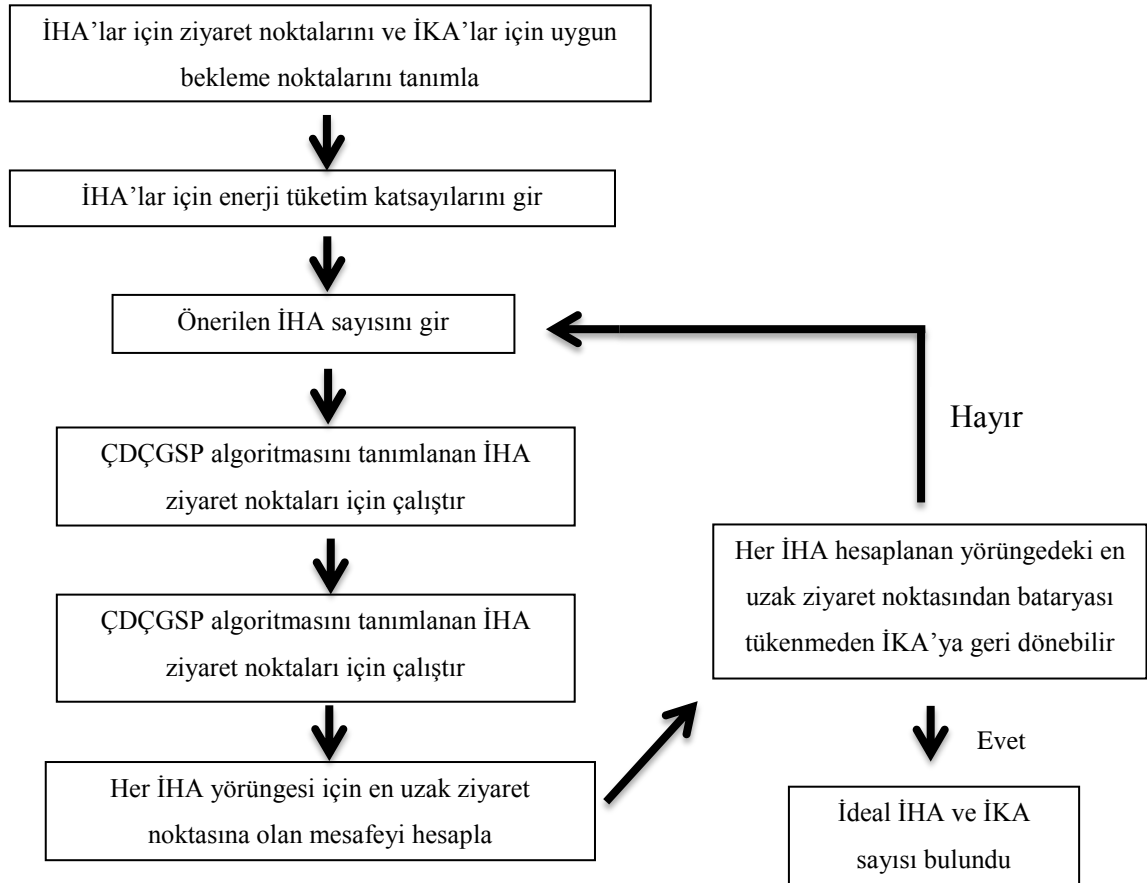 İHA’lar için ziyaret noktalarını ve İKA’lar için uygun
bekleme noktalarını tanımla
İHA’lar için enerji tüketim katsayılarını gir
Önerilen İHA sayısını gir
ÇDÇGSP algoritmasını tanımlanan İHA
ziyaret noktaları için çalıştır
ÇDÇGSP algoritmasını tanımlanan İHA
ziyaret noktaları için çalıştır
Her İHA yörüngesi için en uzak ziyaret
noktasına olan mesafeyi hesapla
Her İHA hesaplanan yörüngedeki en
uzak ziyaret noktasından bataryası
tükenmeden İKA’ya geri dönebilir
Hayır
Evet
İdeal İHA ve İKA
sayısı bulundu